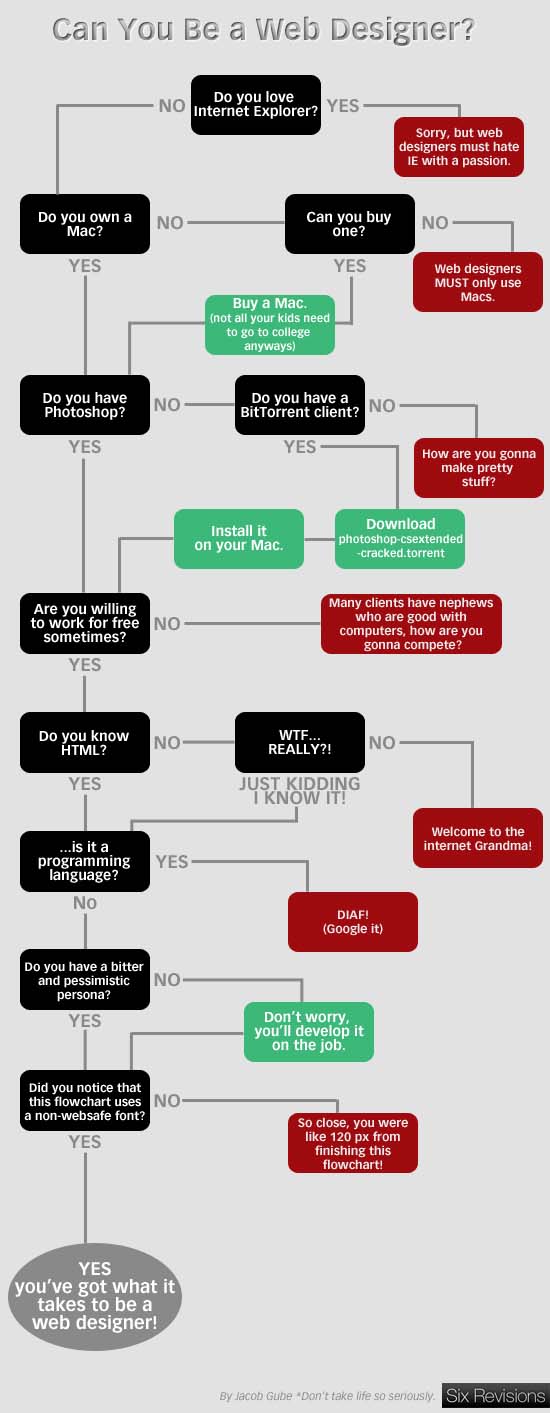 Can You Be a Web Designer?
Do you love
Internet Explorer?
NO
YES
Sorry, but web
designers must hate
IE with a passion.
Do you own a
Mac?
NO
Can you buy
one?
NO
YES
YES
Web designers
MUST only use
Macs.
Buy a Mac.
(not all your kids need
to go to college
anyways)
Do you have
Photoshop?
NO
Do you have a
BitTorrent client?
NO
YES
YES
How are you gonna
make pretty
stuff?
Install it
on your Mac.
Download
photoshop-csextended
-cracked.torrent
Are you willing
to work for free
sometimes?
NO
Many clients have nephews
who are good with
computers, how are you
gonna compete?
YES
Do you know
HTML?
NO
WTF...
REALLY?!
NO
YES
JUST KIDDING
I KNOW IT!
Welcome to the
internet Grandma!
...is it a
programming
language?
YES
No
DIAF!
(Google it)
Do you have a bitter
and pessimistic
persona?
NO
YES
Don't worry,
you'll develop it
on the job.
Did you notice that
this flowchart uses
a non-websafe font?
NO
YES
So close, you were
like 120 px from
finishing this
flowchart!
YES
you've got what it
takes to be a
web designer!
By Jacob Gube *Don't take life so seriously.
Six Revisions